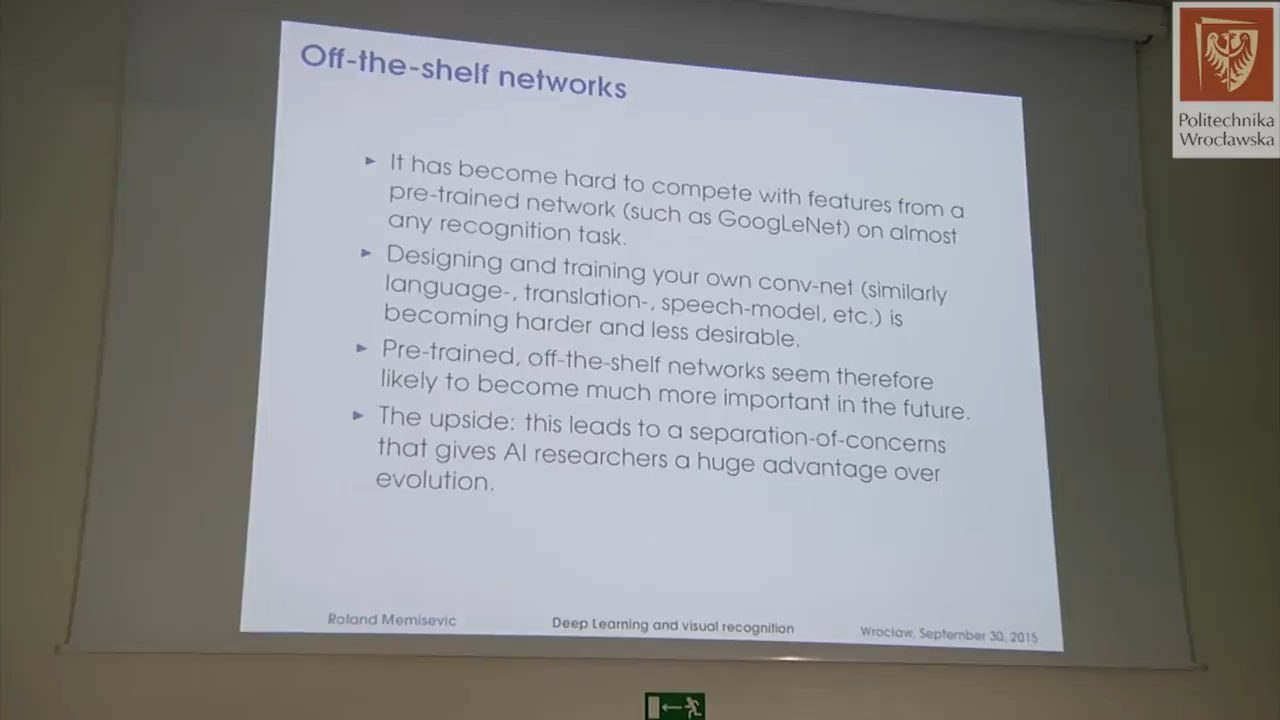 Off-the-shelf networks
It has become hard to compete with features from a
pre-trained network (such as GoogLeNet) on almost
any recognition task.
Designing and training your own conv-net (similarly
language-, translation-, speech-model, etc.) is
becoming harder and less desirable.
Pre-trained, off-the-shelf networks seem therefore
likely to become much more important in the future.
The upside: this leads to a separation-of-concerns
that gives AI researchers a huge advantage over
evolution.
Roland Memisevic
Deep Learning and visual recognition
Wroclaw, September 30, 2015
Politechnika
Wrocławska